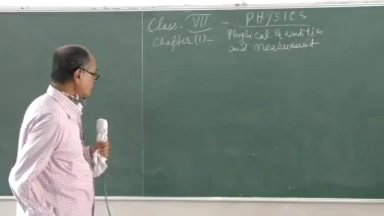 Class. VII - PHYSICS
Chapter (1) - Physical Quantities
and Measurement